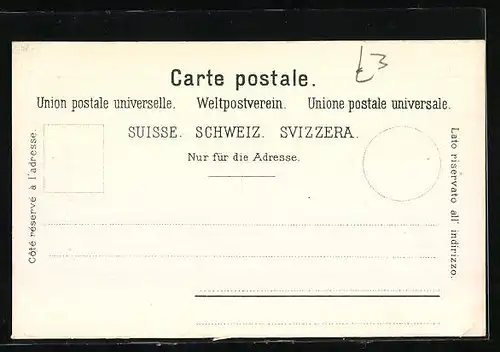 £3
Carte postale.
Union postale universelle. Weltpostverein. Unione postale universale.
SUISSE. SCHWEIZ. SVIZZERA.
Nur für die Adresse.
Côté réservé à l'adresse.
Lato riservato all' indirizzo.